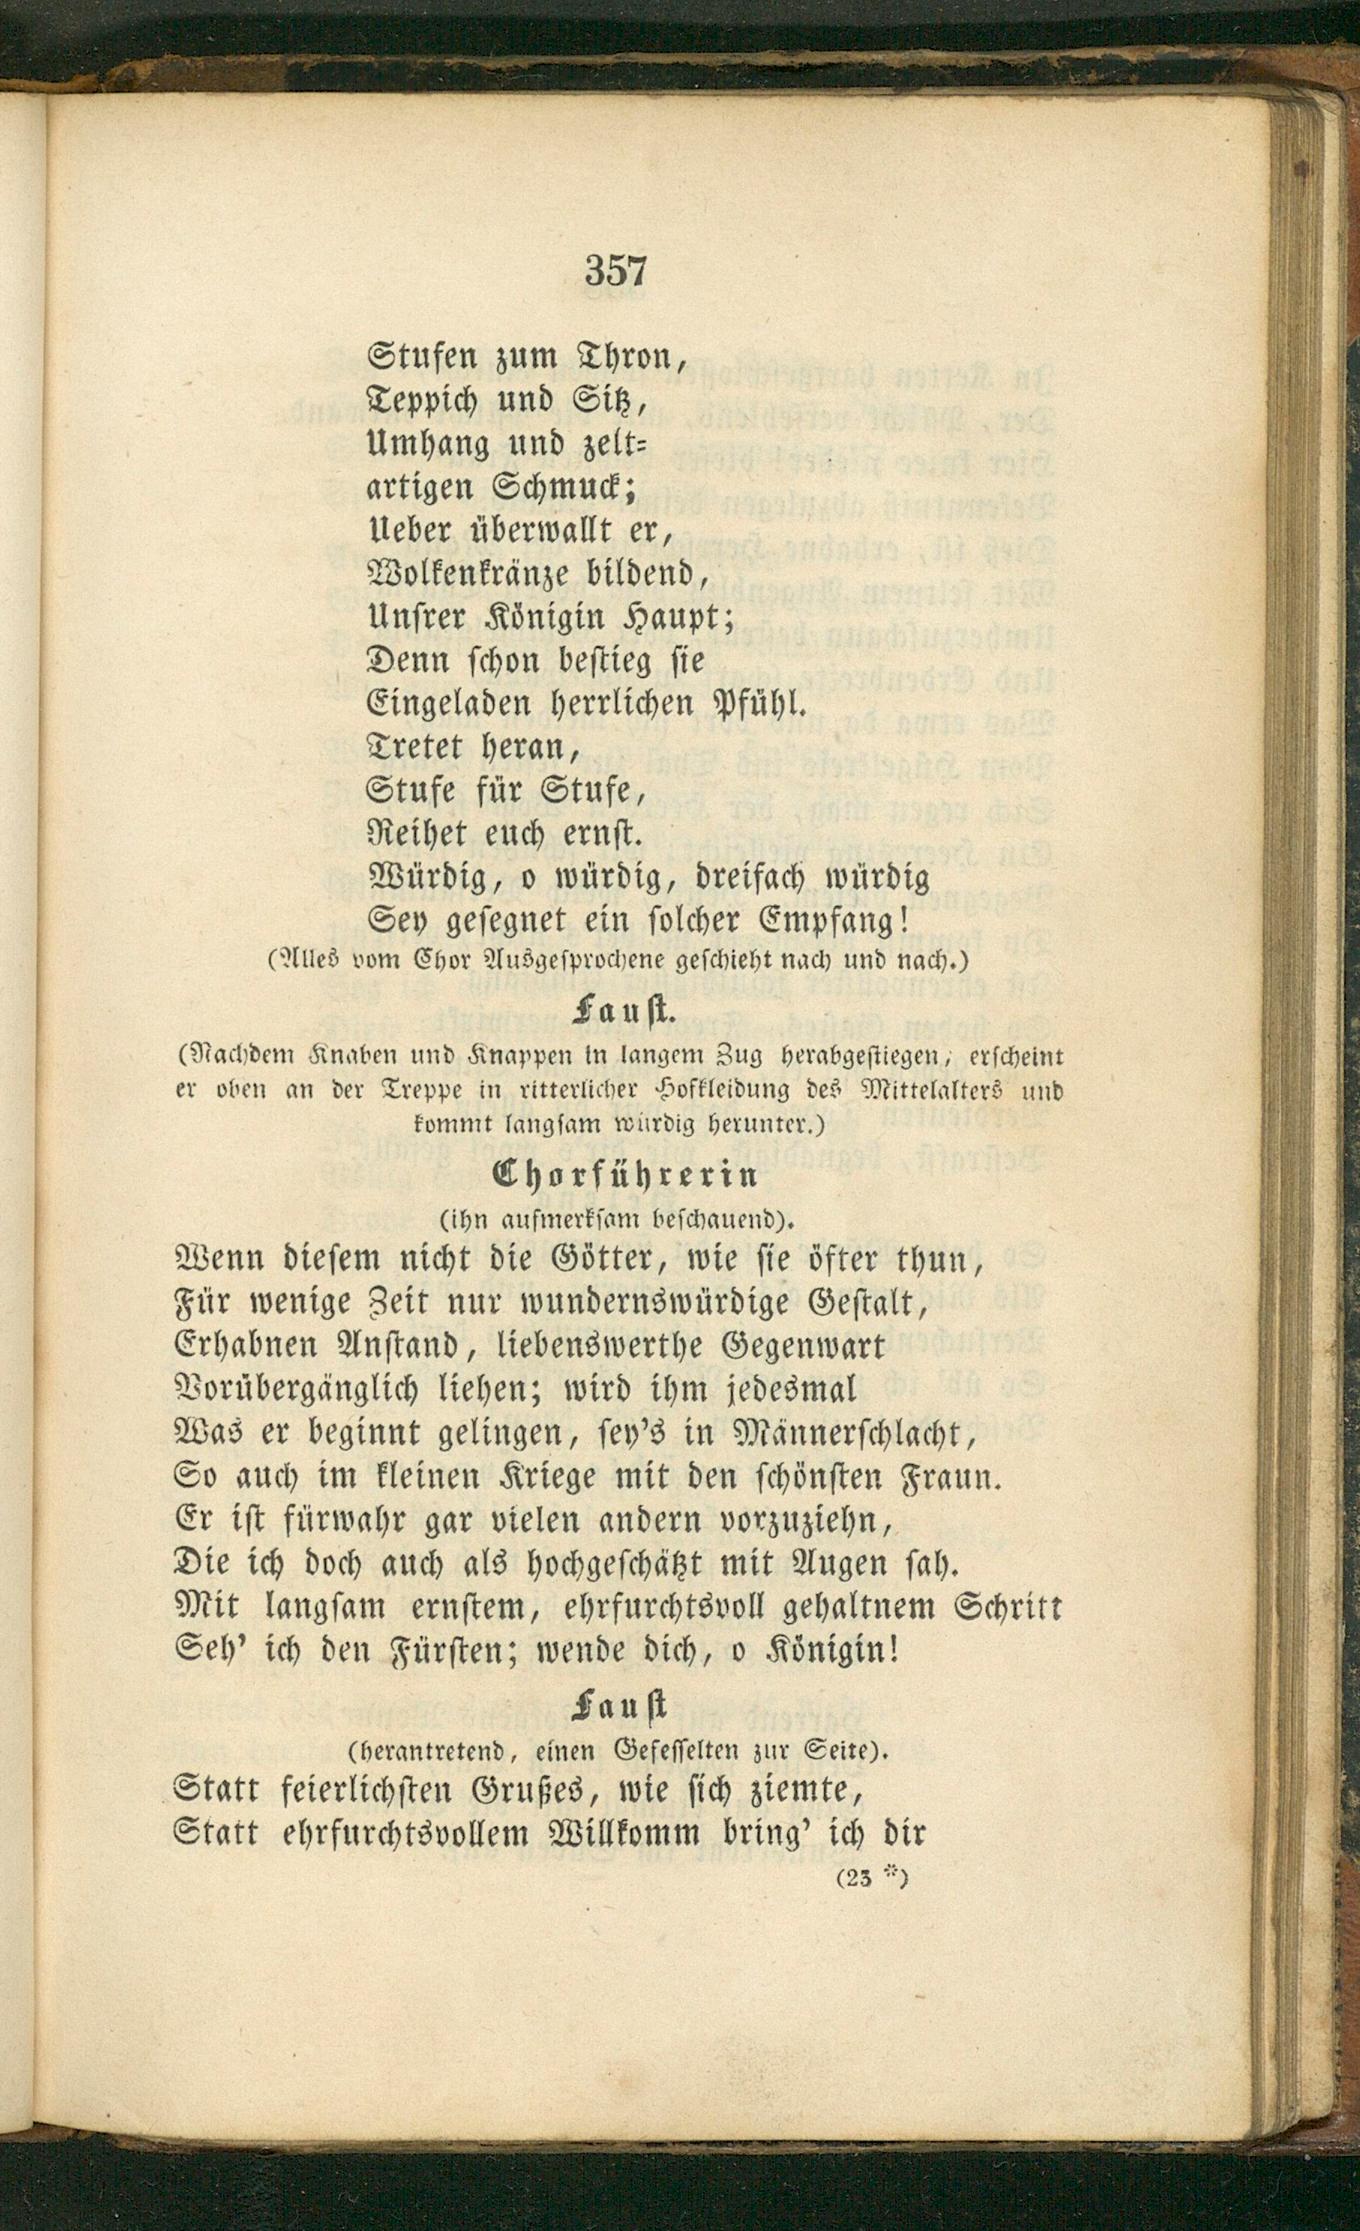 357
Stufen zum Thron,
Teppich und Sitz,
Umhang und zelt-
artigen Schmuck;
Ueber überwallt er,
Wolkenkränze bildend,
Unsrer Königin Haupt;
Denn schon bestieg sie
Eingeladen herrlichen Pfühl.
Tretet heran,
Stufe für Stufe,
Reihet euch ernst.
Würdig, o würdig, dreifach würdig
Sey gesegnet ein solcher Empfang!
(Alles vom Chor Ausgesprochene geschieht nach und nach.)
Faust.
(Nachdem Knaben und Knappen in langem Zug herabgestiegen, erscheint
er oben an der Treppe in ritterlicher Hofkleidung des Mittelalters und
kommt langsam würdig herunter.)
Chorführerin
(ihn aufmerksam beschauend).
Wenn diesem nicht die Götter, wie sie öfter thun,
Für wenige Zeit nur wundernswürdige Gestalt,
Erhabnen Anstand, liebenswerthe Gegenwart
Vorübergänglich liehen; wird ihm jedesmal
Was er beginnt gelingen, sey's in Männerschlacht,
So auch im kleinen Kriege mit den schönsten Fraun.
Er ist fürwahr gar vielen andern vorzuziehn,
Die ich doch auch als hochgeschätzt mit Augen sah.
Mit langsam ernstem, ehrfurchtsvoll gehaltnem Schritt
Seh' ich den Fürsten; wende dich, o Königin!
Faust
(herantretend, einen Gefesselten zur Seite).
Statt feierlichsten Grußes, wie sich ziemte,
Statt ehrfurchtsvollem Willkomm bring' ich dir
(23 *)